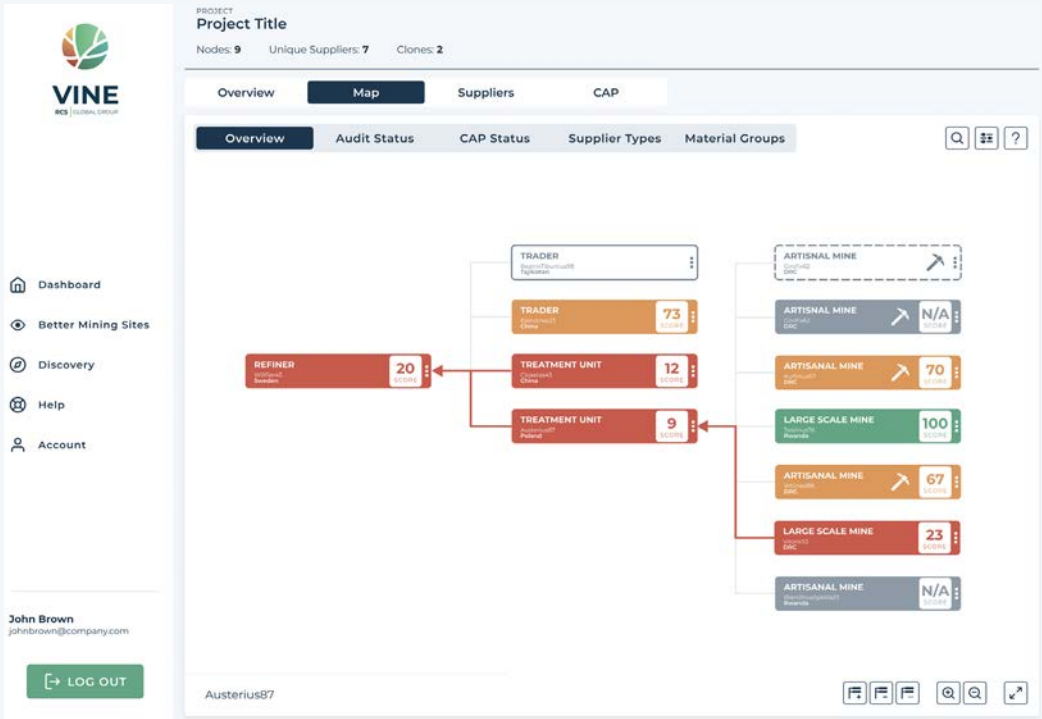 PROJECT
Project Title
Nodes: 9 Unique Suppliers: 7 Clones: 2
VINE
RCS | GLOBAL GROUP
Overview Map Suppliers CAP
Overview Audit Status CAP Status Supplier Types Material Groups
?
Dashboard
Better Mining Sites
Discovery
Help
Account
John Brown
johnbrown@company.com
LOG OUT
REFINER
Sweden
20
SCORE
TRADER
Tajikistan
TRADER
China
73
SCORE
TREATMENT UNIT
China
12
SCORE
TREATMENT UNIT
Austerius87
Poland
9
SCORE
ARTISNAL MINE
DRC
ARTISNAL MINE
DRC
N/A
SCORE
ARTISANAL MINE
DRC
70
SCORE
LARGE SCALE MINE
Rwanda
100
SCORE
ARTISANAL MINE
DRC
67
SCORE
LARGE SCALE MINE
DRC
23
SCORE
ARTISANAL MINE
Rwanda
N/A
SCORE
Austerius87